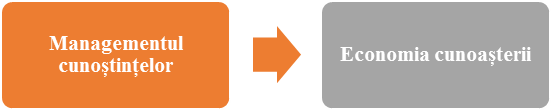 Managementul
cunoștințelor
Economia cunoașterii